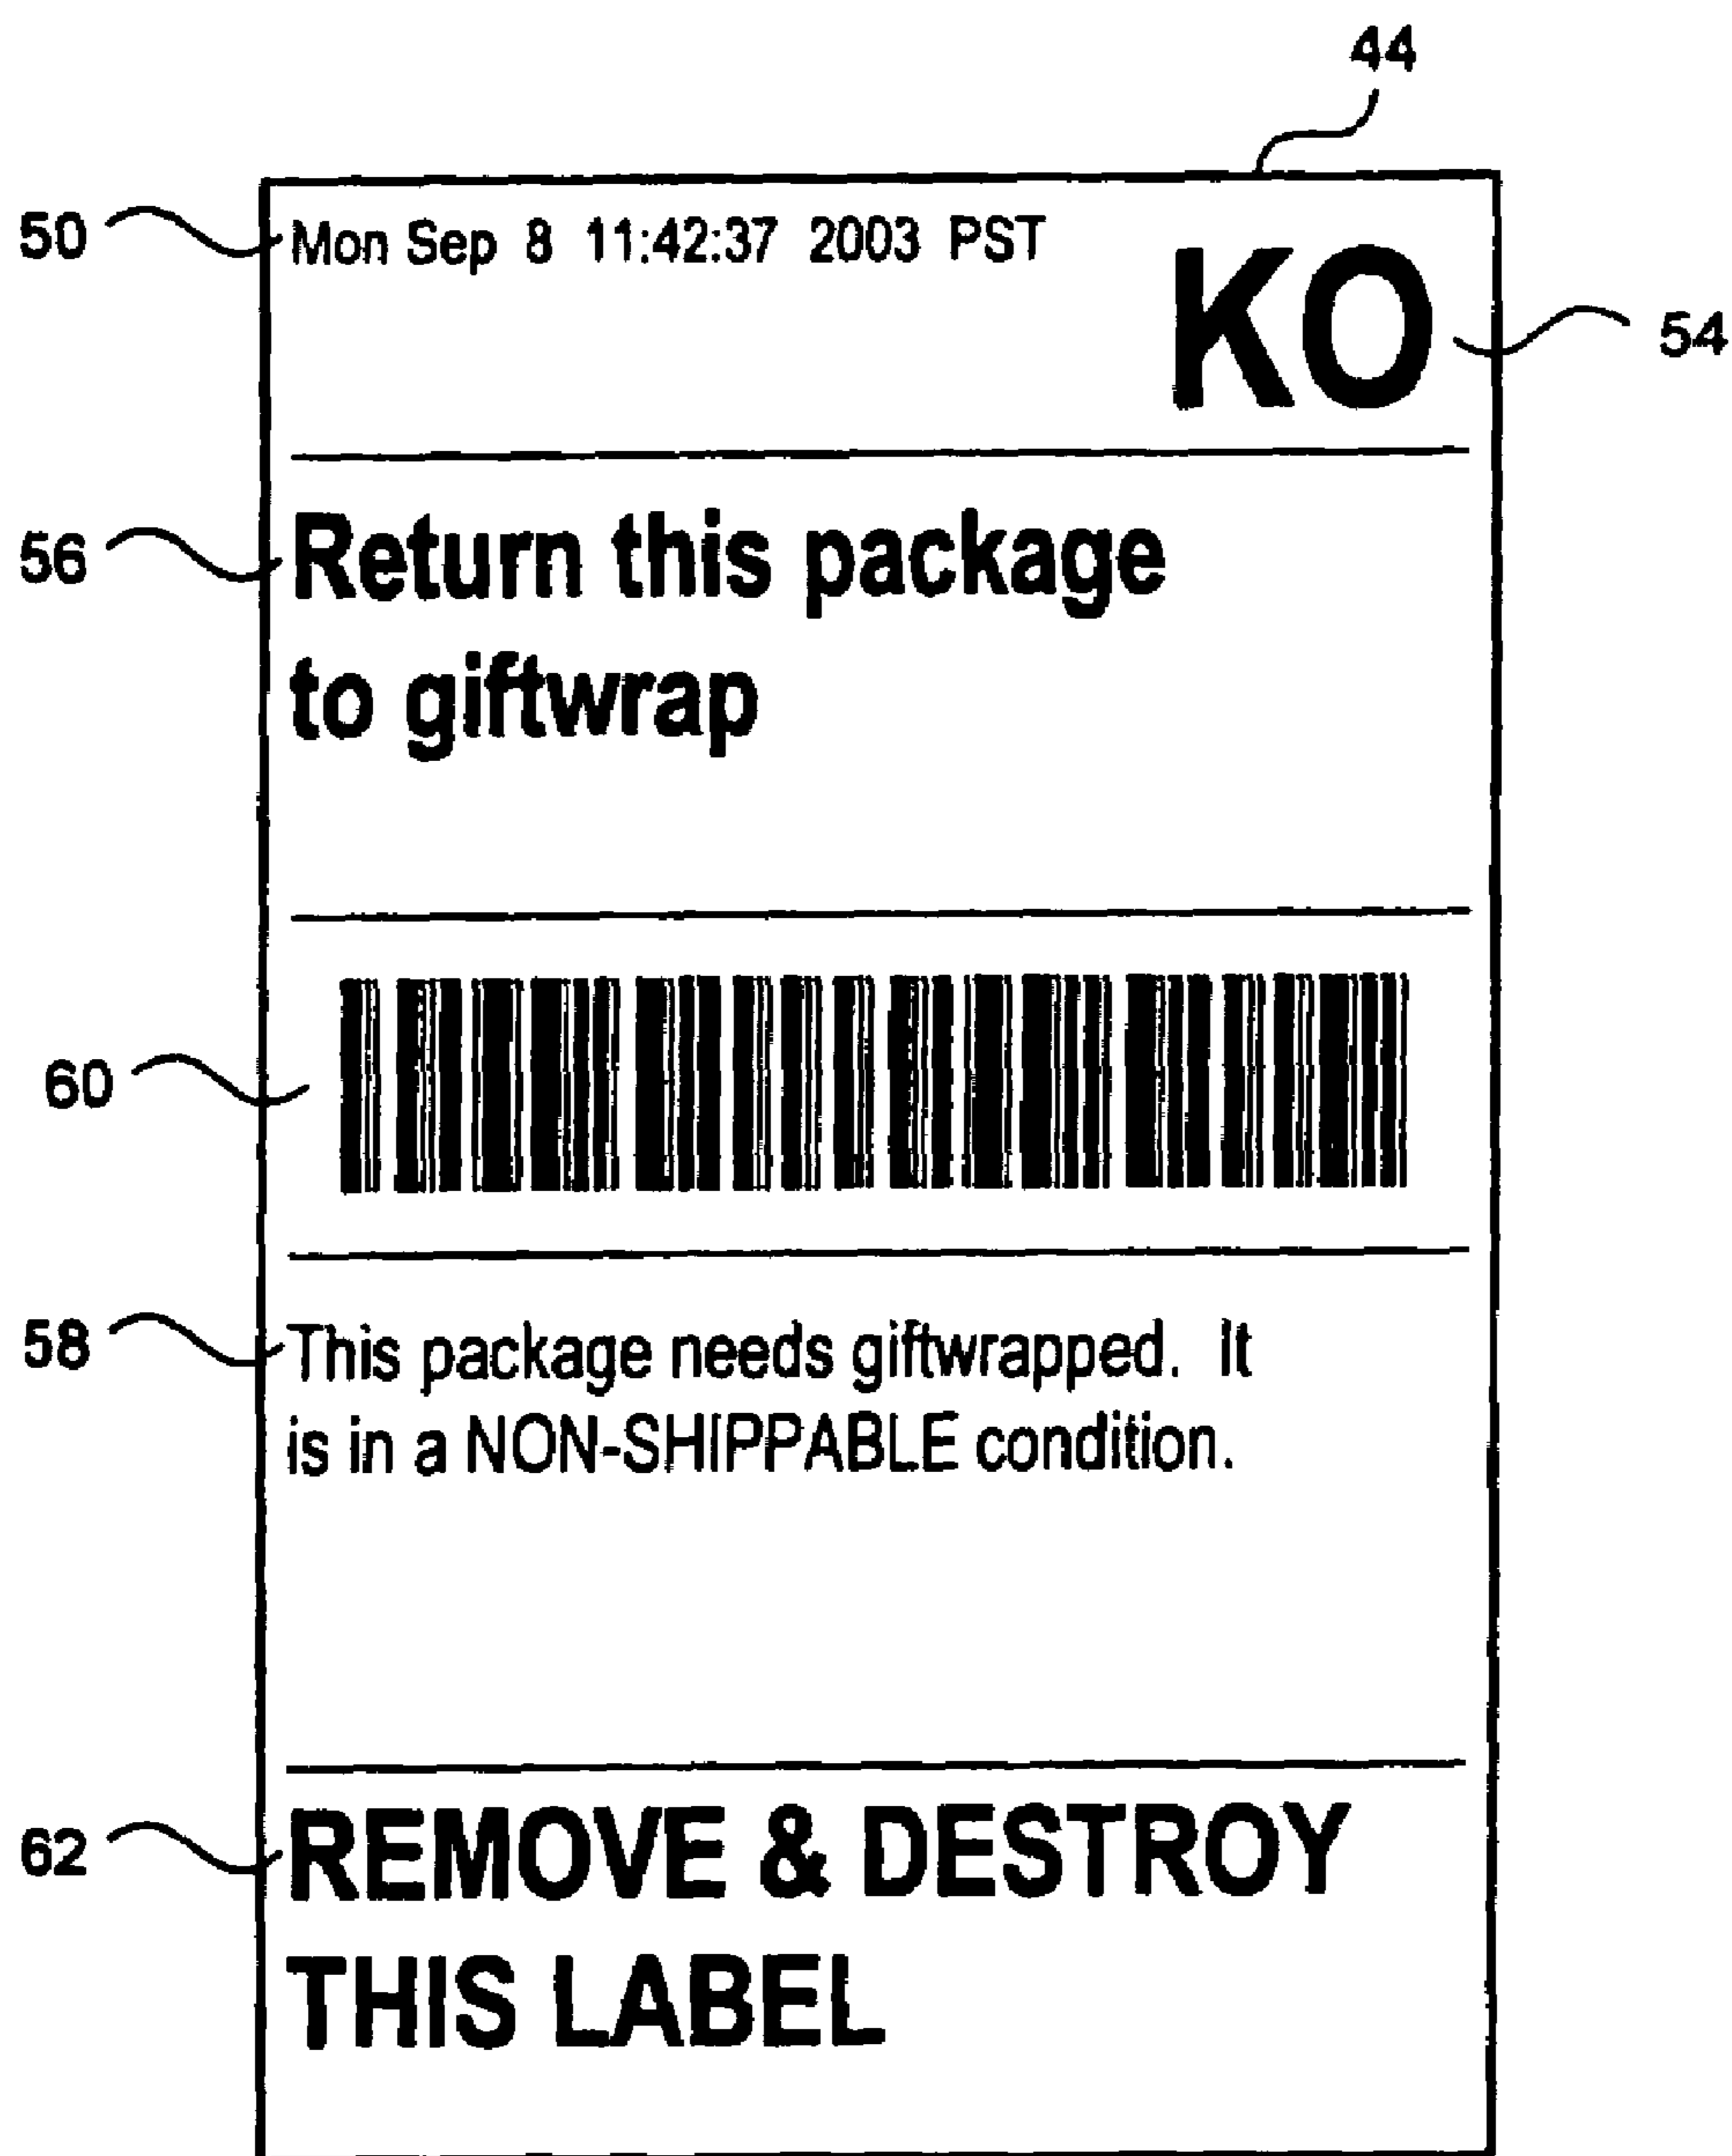 44
50 Mon Sep 8 11:42:37 2003 PST
KO 54
56 Return this package
to giftwrap
60
58 This package needs giftwrapped. It
is in a NON-SHIPPABLE condition.
62 REMOVE & DESTROY
THIS LABEL